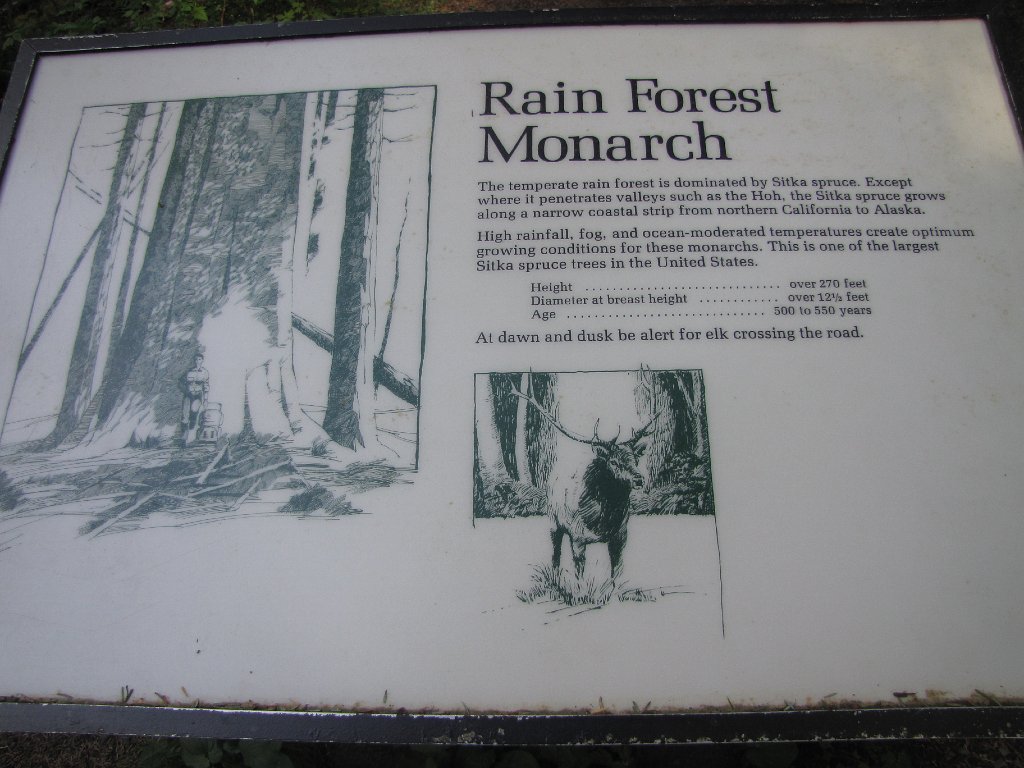 Rain Forest
Monarch
The temperate rain forest is dominated by Sitka spruce. Except
where it penetrates valleys such as the Hoh, the Sitka spruce grows
along a narrow coastal strip from northern California to Alaska.
High rainfall, fog, and ocean-moderated temperatures create optimum
growing conditions for these monarchs. This is one of the largest
Sitka spruce trees in the United States.
Height ............................. over 270 feet
Diameter at breast height ............ over 12½ feet
Age .............................. 500 to 550 years
At dawn and dusk be alert for elk crossing the road.